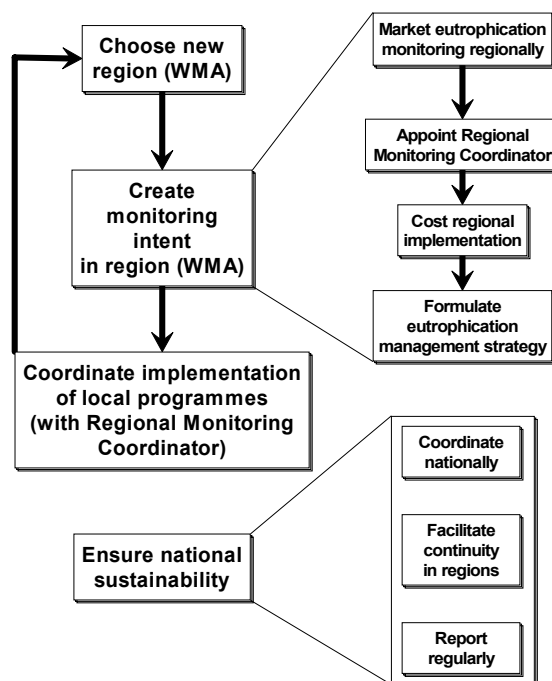 Choose new
region (WMA)
Create
monitoring
intent
in region (WMA)
Coordinate implementation
of local programmes
(with Regional Monitoring
Coordinator)
Market eutrophication
monitoring regionally
Appoint Regional
Monitoring Coordinator
Cost regional
implementation
Formulate
eutrophication
management strategy
Ensure national
sustainability
Coordinate
nationally
Facilitate
continuity
in regions
Report
regularly